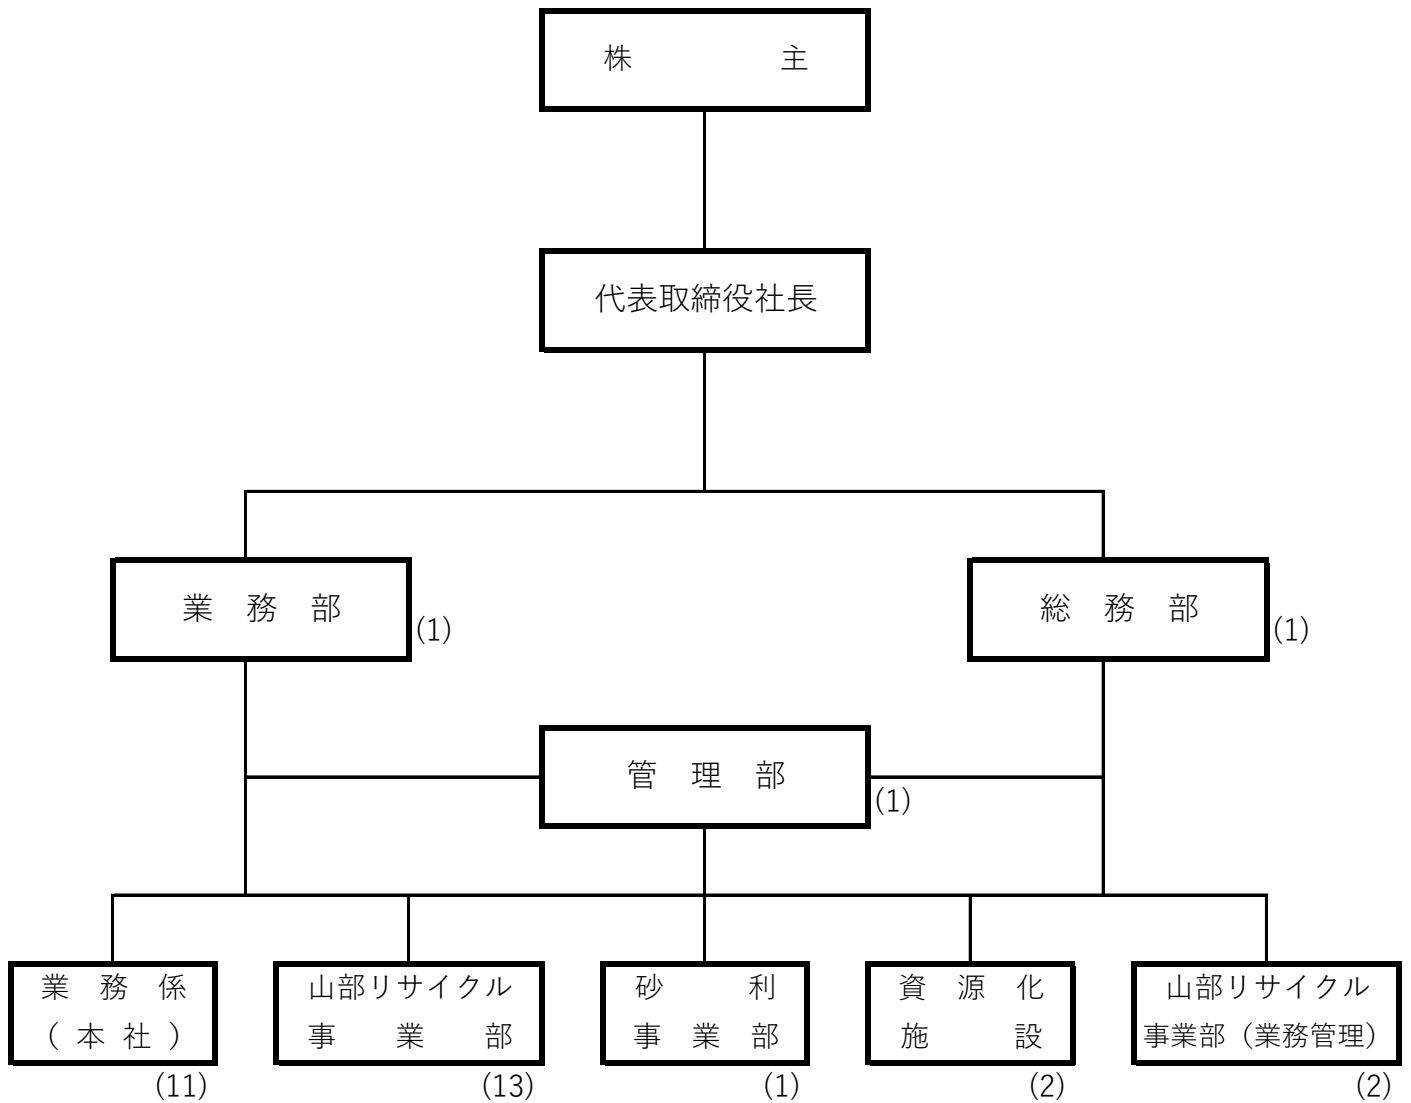 株 主
代表取締役社長
業 務 部
(1)
総 務 部
(1)
管 理 部
(1)
業 務 係
( 本 社 )
(11)
山部リサイクル
事 業 部
(13)
砂 利
事 業 部
(1)
資 源 化
施 設
(2)
山部リサイクル
事業部（業務管理）
(2)